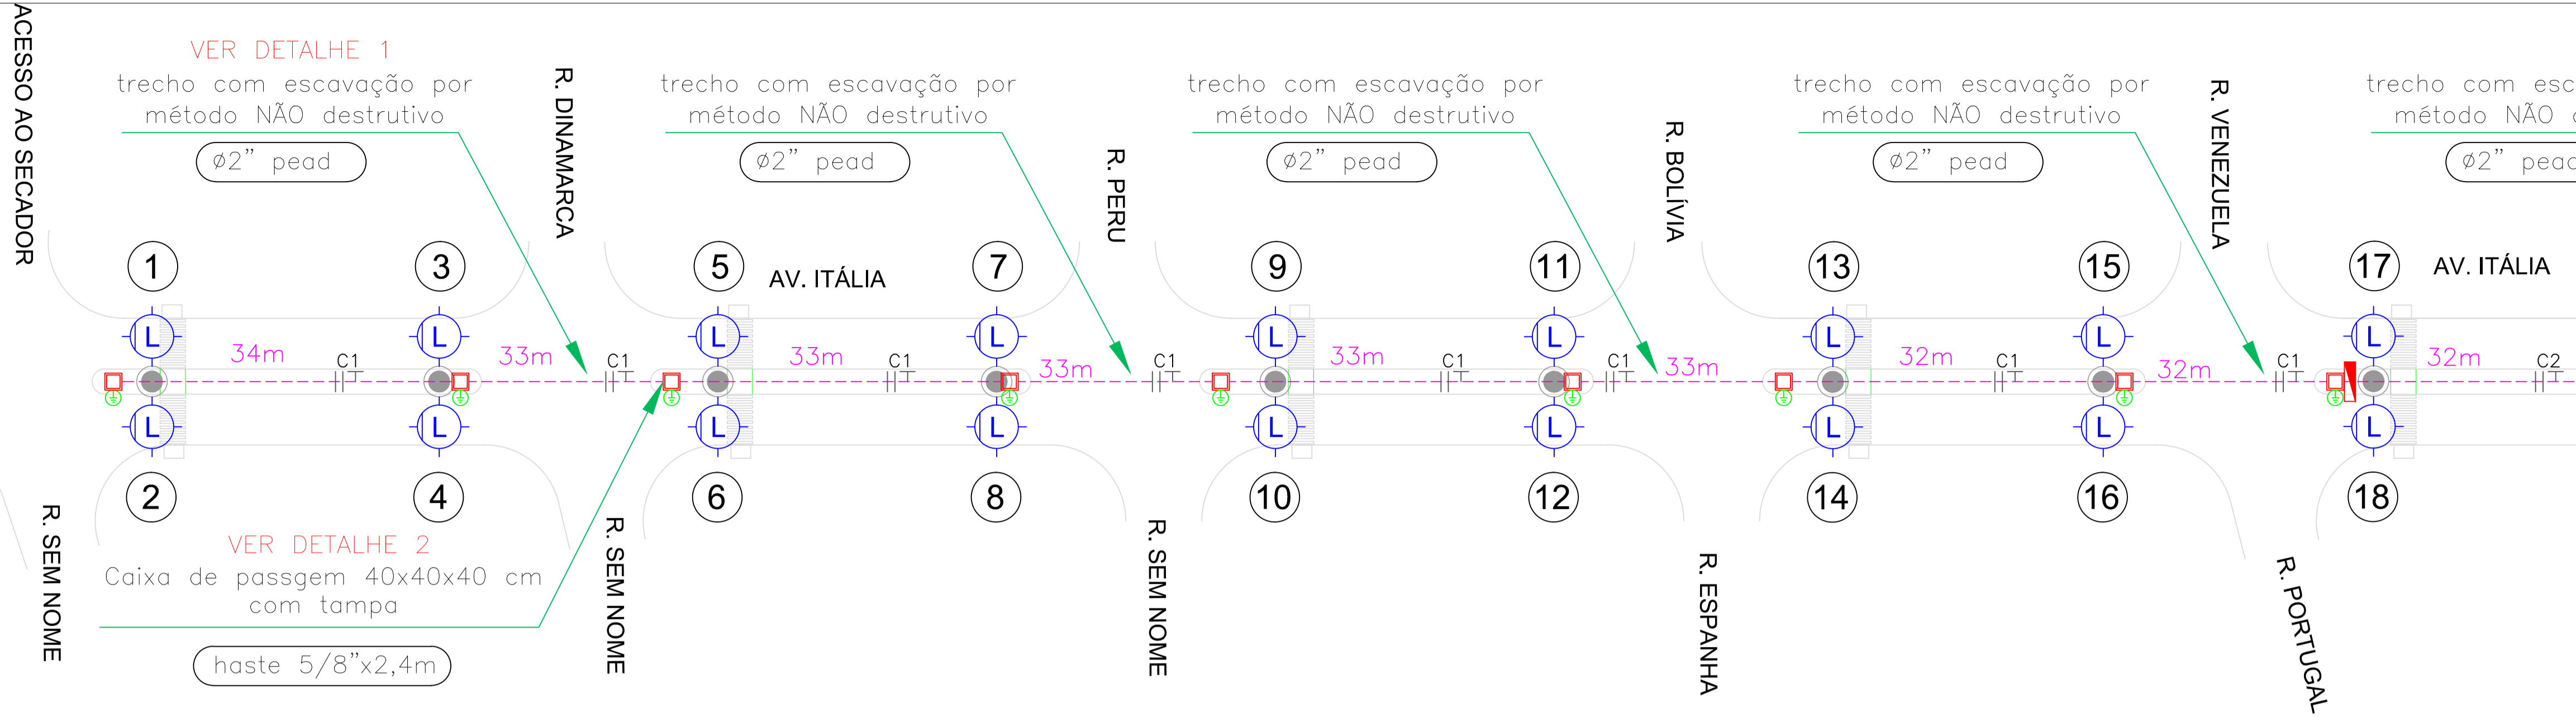 ACESSO AO SECADOR
VER DETALHE 1
trecho com escavação por
método NÃO destrutivo
ø2" pead
R. DINAMARCA
trecho com escavação por
método NÃO destrutivo
ø2" pead
R. PERU
trecho com escavação por
método NÃO destrutivo
ø2" pead
R. BOLÍVIA
trecho com escavação por
método NÃO destrutivo
ø2" pead
R. VENEZUELA
trecho com esc
método NÃO
ø2" pead
1
3
5
AV. ITÁLIA
7
9
11
13
15
17
AV. ITÁLIA
L
L
L
L
L
L
L
L
L
34m
C1
33m
C1
33m
C1
33m
C1
33m
C1
C1
33m
32m
C1
32m
C1
32m
C2
L
L
L
L
L
L
L
L
L
2
4
6
8
10
12
14
16
18
R. SEM NOME
VER DETALHE 2
Caixa de passgem 40x40x40 cm
com tampa
haste 5/8"x2,4m
R. SEM NOME
R. SEM NOME
R. ESPANHA
R. PORTUGAL